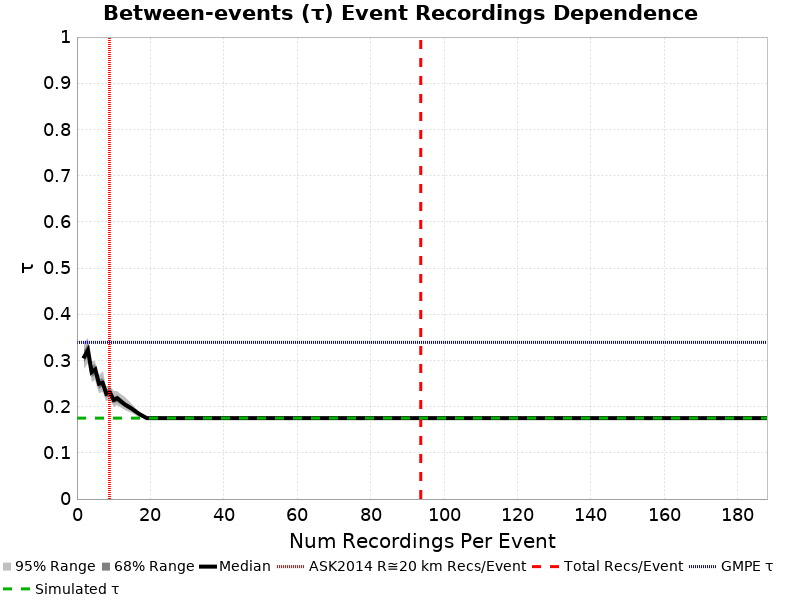 Between-events (τ) Event Recordings Dependence
1
0.9
0.8
0.7
0.6
0.5
0.4
0.3
0.2
0.1
0
τ
0 20 40 60 80 100 120 140 160 180
Num Recordings Per Event
95% Range 68% Range Median ASK2014 R≅20 km Recs/Event Total Recs/Event GMPE τ
Simulated τ